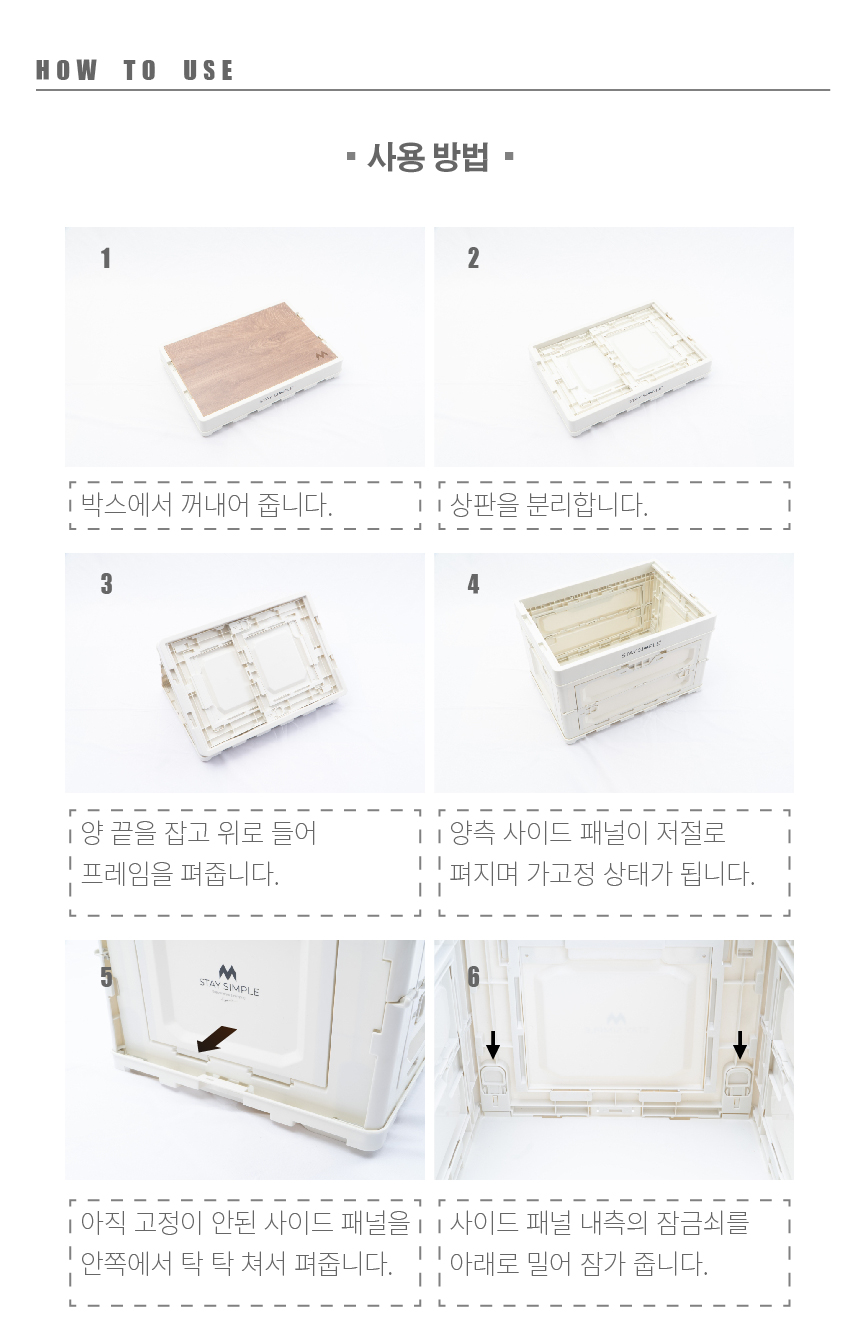 HOW TO USE
▪ 사용 방법 ▪
1
2
STAY SIMPLE
STAY SIMPLE
박스에서 꺼내어 줍니다.
상판을 분리합니다.
3
4
STAY SIMPLE
양 끝을 잡고 위로 들어
프레임을 펴줍니다.
양측 사이드 패널이 저절로
펴지며 가고정 상태가 됩니다.
5
6
STAY SIMPLE
아직 고정이 안된 사이드 패널을
안쪽에서 탁 탁 쳐서 펴줍니다.
사이드 패널 내측의 잠금쇠를
아래로 밀어 잠가 줍니다.